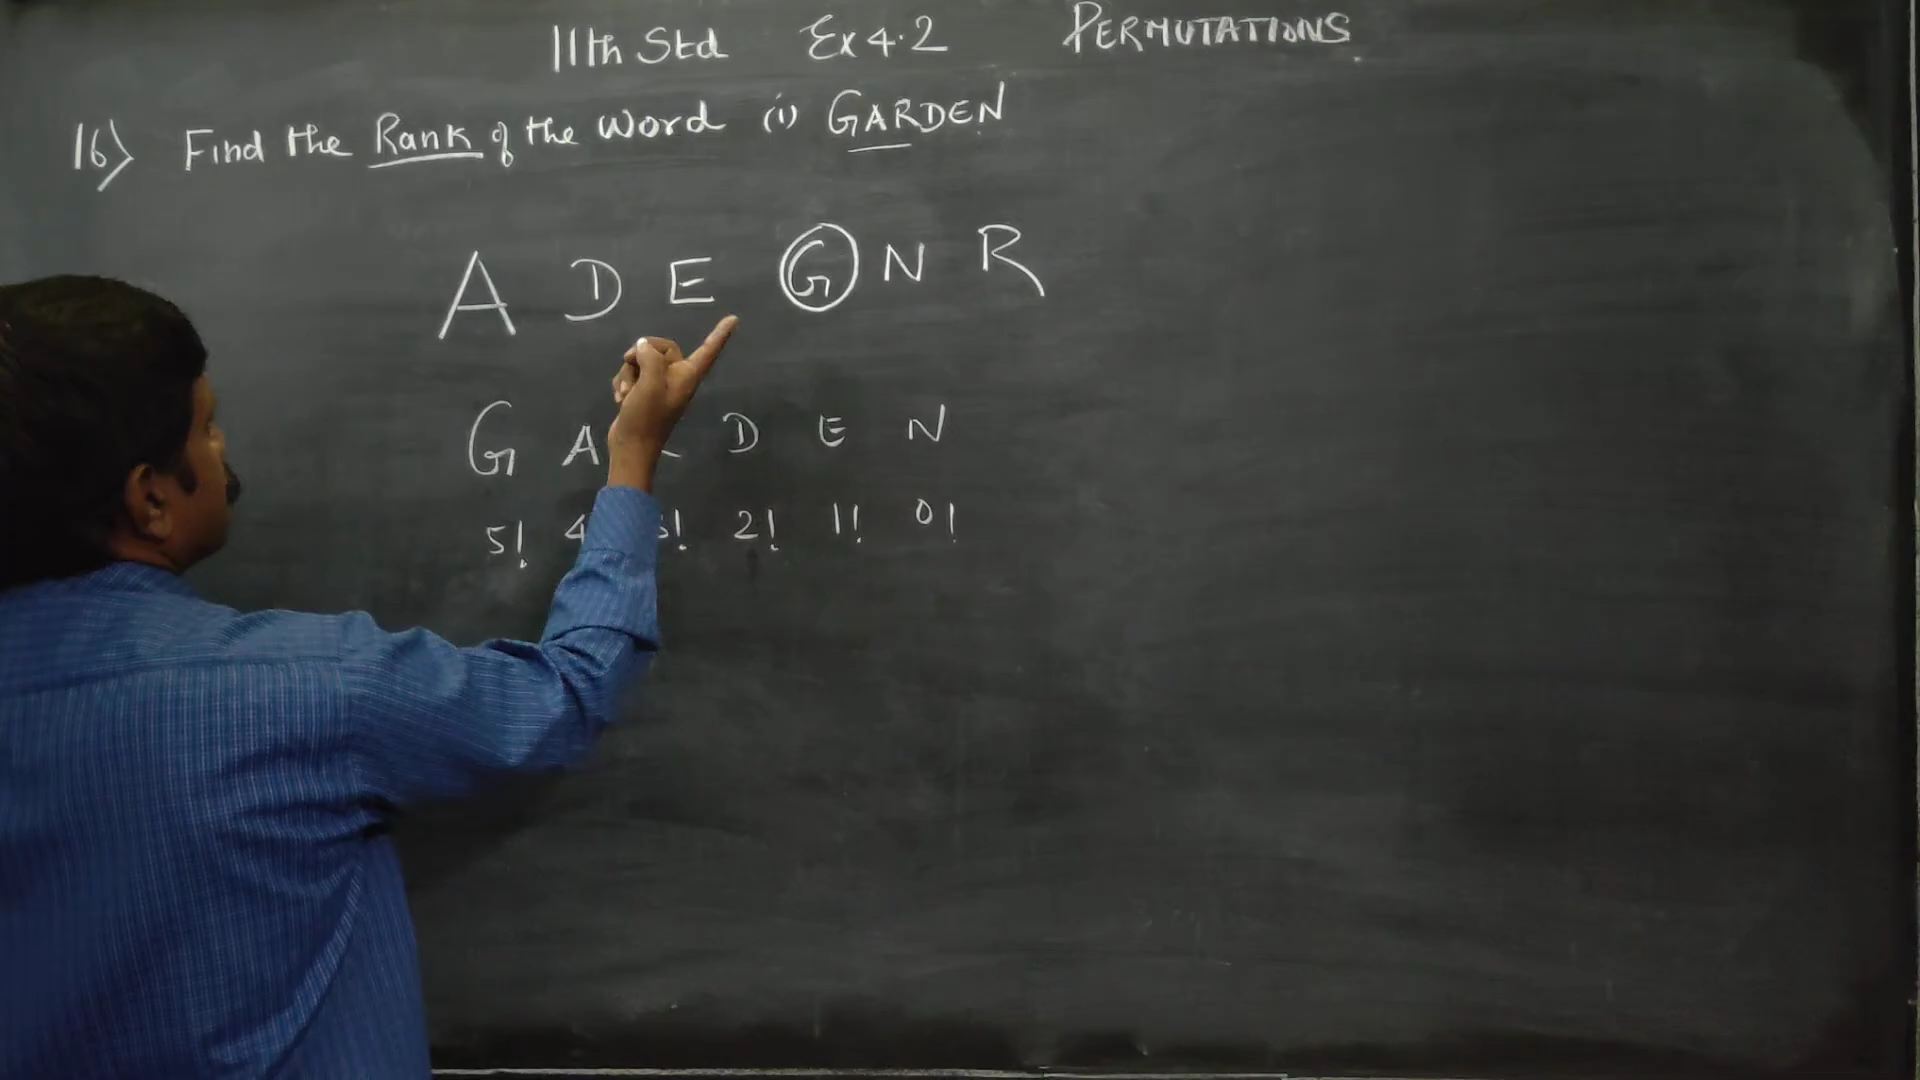 11th Std Ex 4.2 PERMUTATIONS
16) Find the Rank of the Word (i) GARDEN
A D E G N R
G A D E N
5! 4 3! 2! 1! 0!